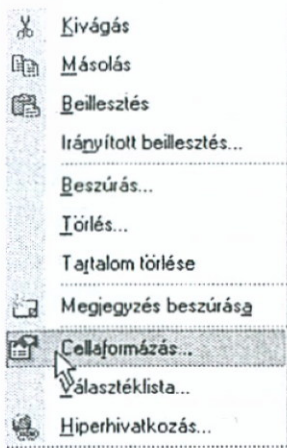 Kivágás
Másolás
Beillesztés
Irányított beillesztés...
Beszúrás...
Törlés...
Tartalom törlése
Megjegyzés beszúrása
Cellaformázás...
Választéklista...
Hiperhivatkozás...